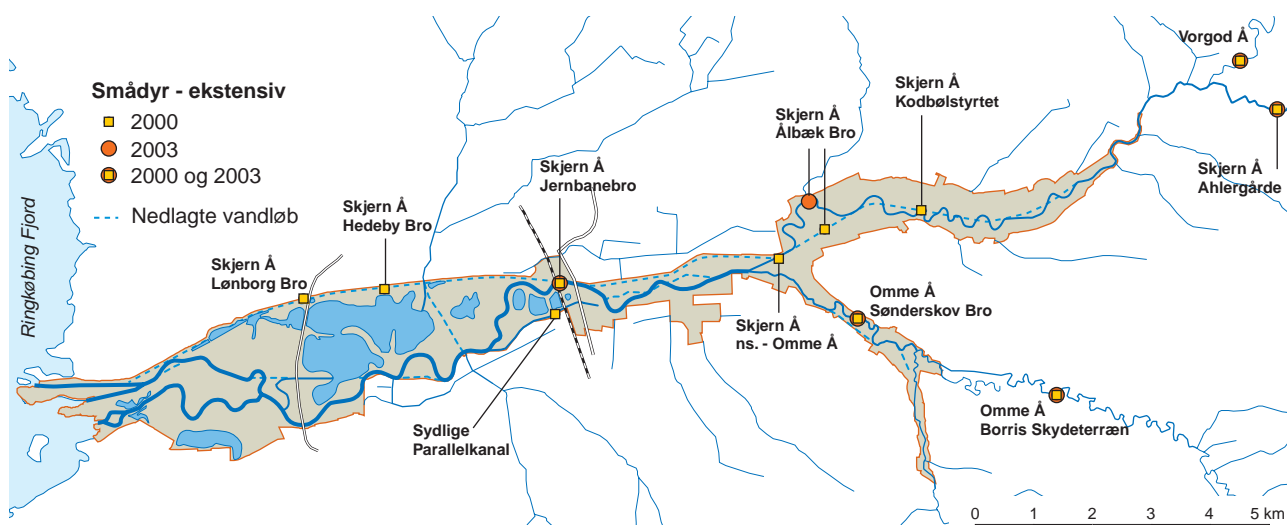 Smådyr - ekstensiv
2000
2003
2000 og 2003
Nedlagte vandløb
Ringkøbing Fjord
Skjern Å
Lønborg Bro
Skjern Å
Hedeby Bro
Skjern Å
Jernbanebro
Sydlige
Parallelkanal
Skjern Å
Ålbæk Bro
Skjern Å
ns. - Omme Å
Skjern Å
Kodbølstyrtet
Omme Å
Sønderskov Bro
Omme Å
Borris Skydeterræn
Vorgod Å
Skjern Å
Ahlergårde
0 1 2 3 4 5 km